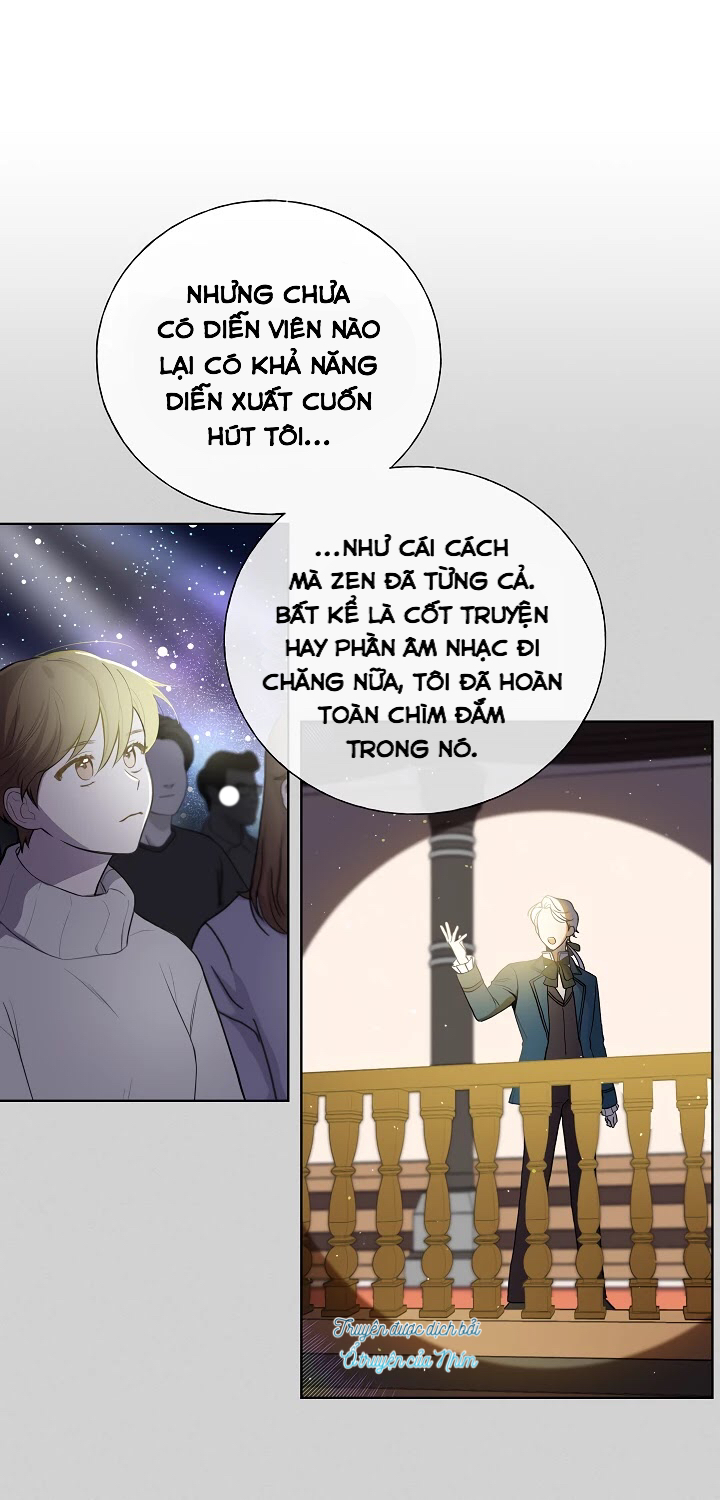 NHƯNG CHƯA
CÓ DIỄN VIÊN NÀO
LẠI CÓ KHẢ NĂNG
DIỄN XUẤT CUỐN
HÚT TÔI...
...NHƯ CÁI CÁCH
MÀ ZEN ĐÃ TỪNG CẢ.
BẤT KỂ LÀ CỐT TRUYỆN
HAY PHẦN ÂM NHẠC ĐI
CHĂNG NỮA, TÔI ĐÃ HOÀN
TOÀN CHÌM ĐẮM
TRONG NÓ.
Truyện được dịch bởi
Ổ truyện của Nhím